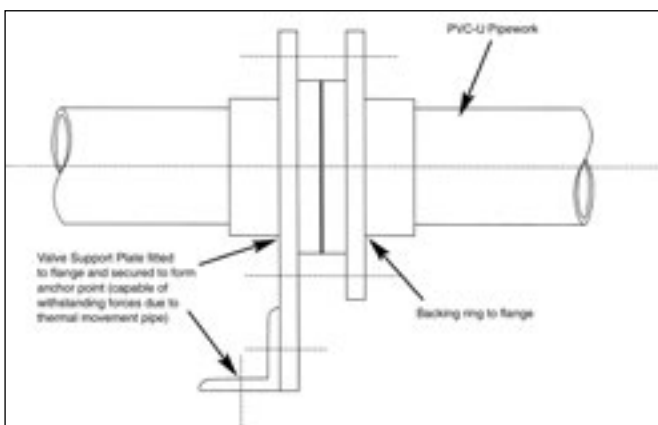 PVC-U Pipework
Valve Support Plate fitted
to flange and secured to form
anchor point (capable of
withstanding forces due to
thermal movement pipe)
Backing ring to flange